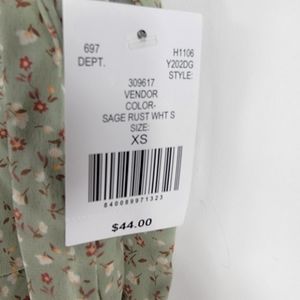 697 H1106
DEPT. Y202DG
STYLE:
309617
VENDOR
COLOR-
SAGE RUST WHT S
SIZE:
XS
840089971323
$44.00